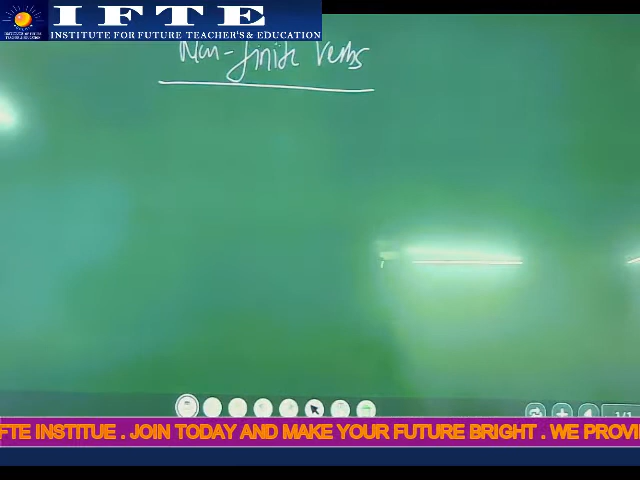 IFTE
INSTITUTE FOR FUTURE TEACHER'S & EDUCATION
Non-finite Verbs
1/1
FTE INSTITUE . JOIN TODAY AND MAKE YOUR FUTURE BRIGHT . WE PROVI